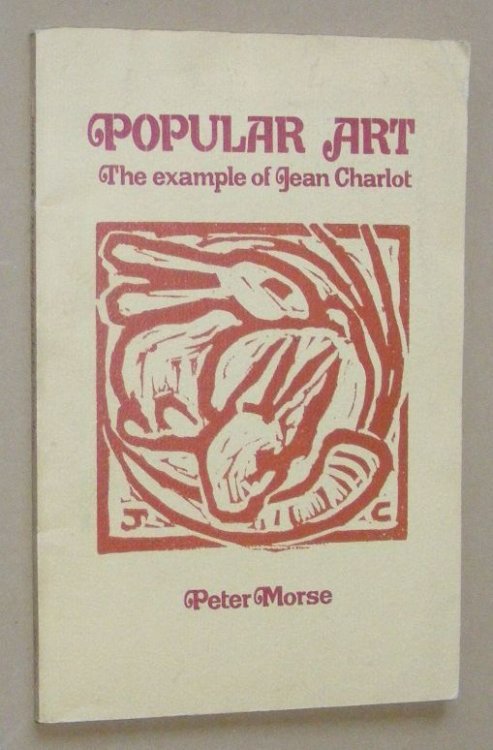 POPULAR ART
The example of Jean Charlot
J C
Peter Morse